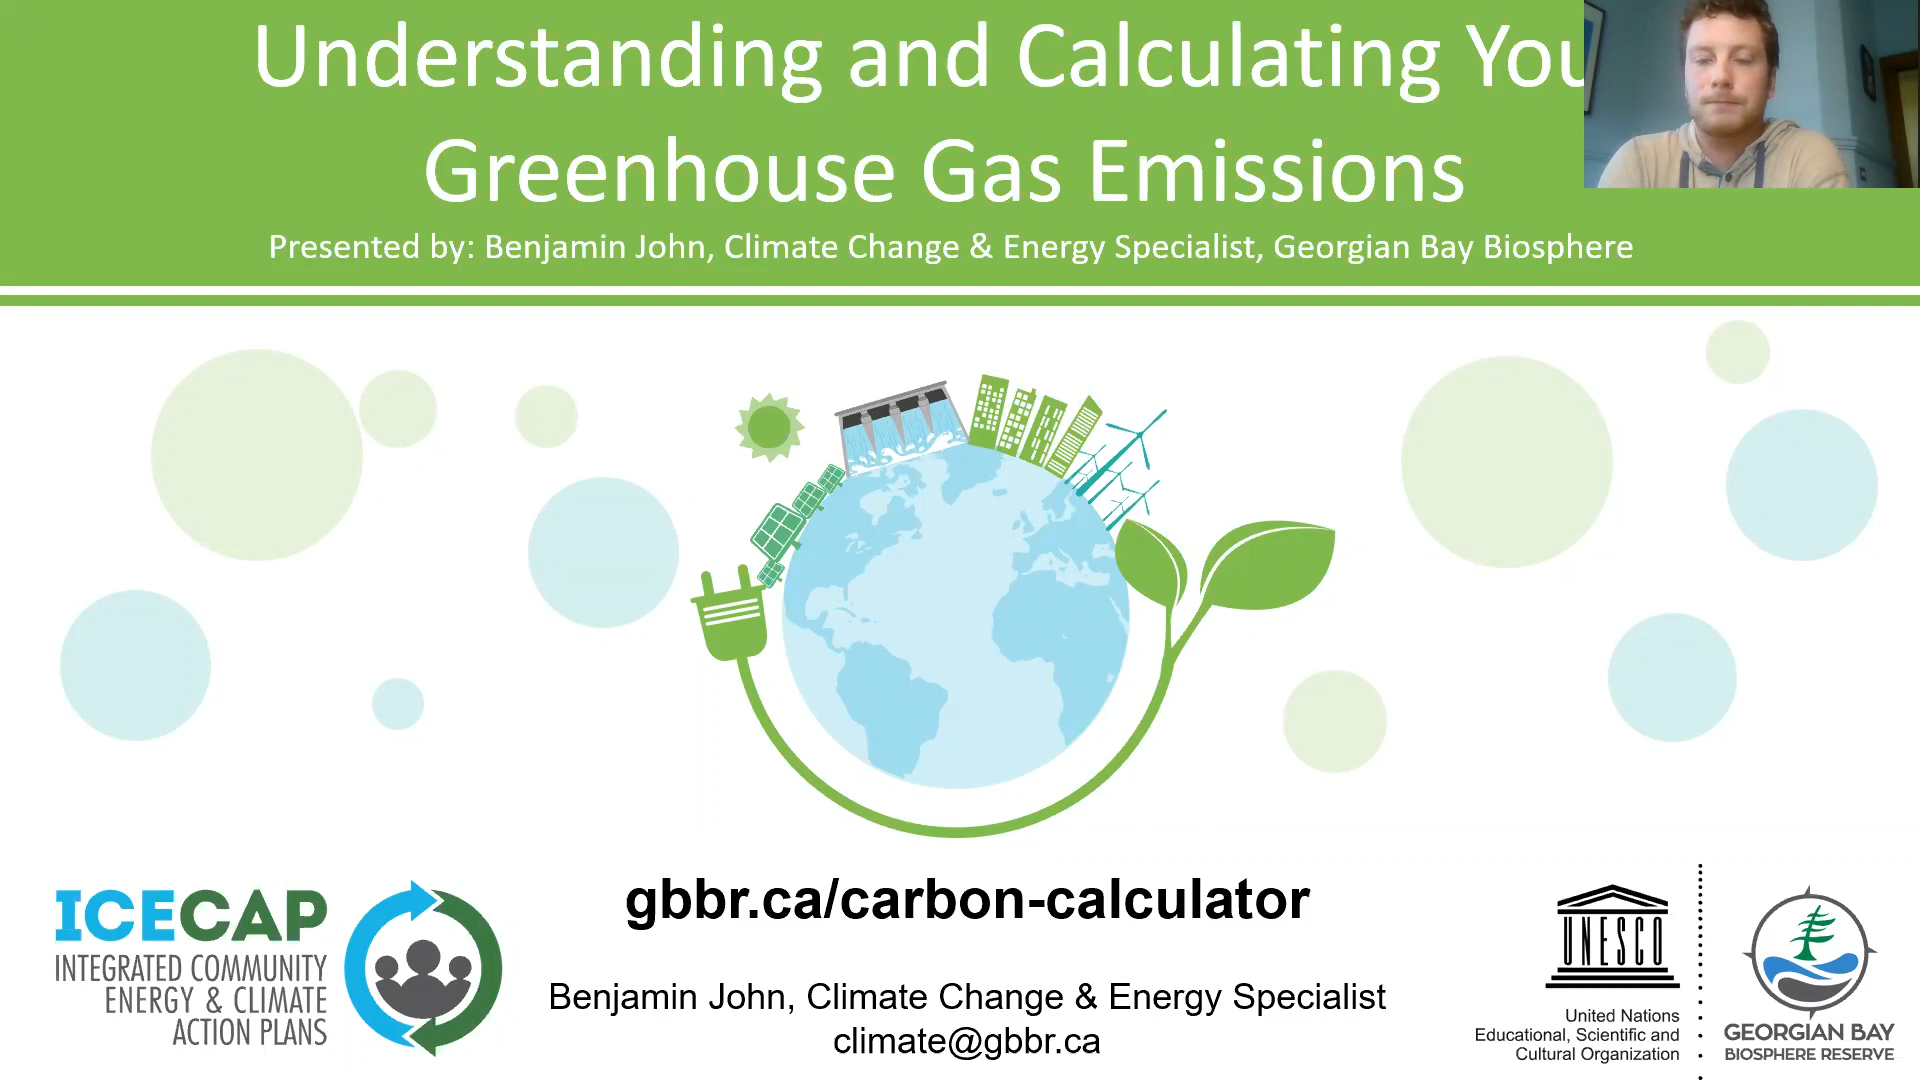 Understanding and Calculating You
Greenhouse Gas Emissions
Presented by: Benjamin John, Climate Change & Energy Specialist, Georgian Bay Biosphere
gbbr.ca/carbon-calculator
Benjamin John, Climate Change & Energy Specialist
climate@gbbr.ca
ICECAP
INTEGRATED COMMUNITY
ENERGY & CLIMATE
ACTION PLANS
UNESCO
United Nations
Educational, Scientific and
Cultural Organization
GEORGIAN BAY
BIOSPHERE RESERVE